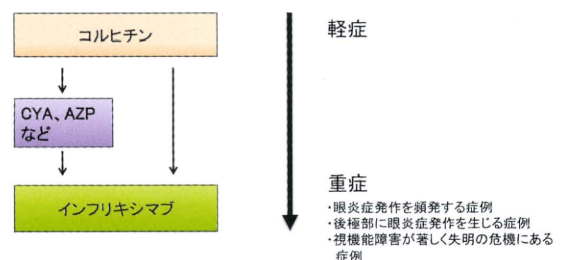 コルヒチン
CYA、AZP
など
インフリキシマブ
軽症
重症
・眼炎症発作を頻発する症例
・後極部に眼炎症発作を生じる症例
・視機能障害が著しく失明の危機にある
症例